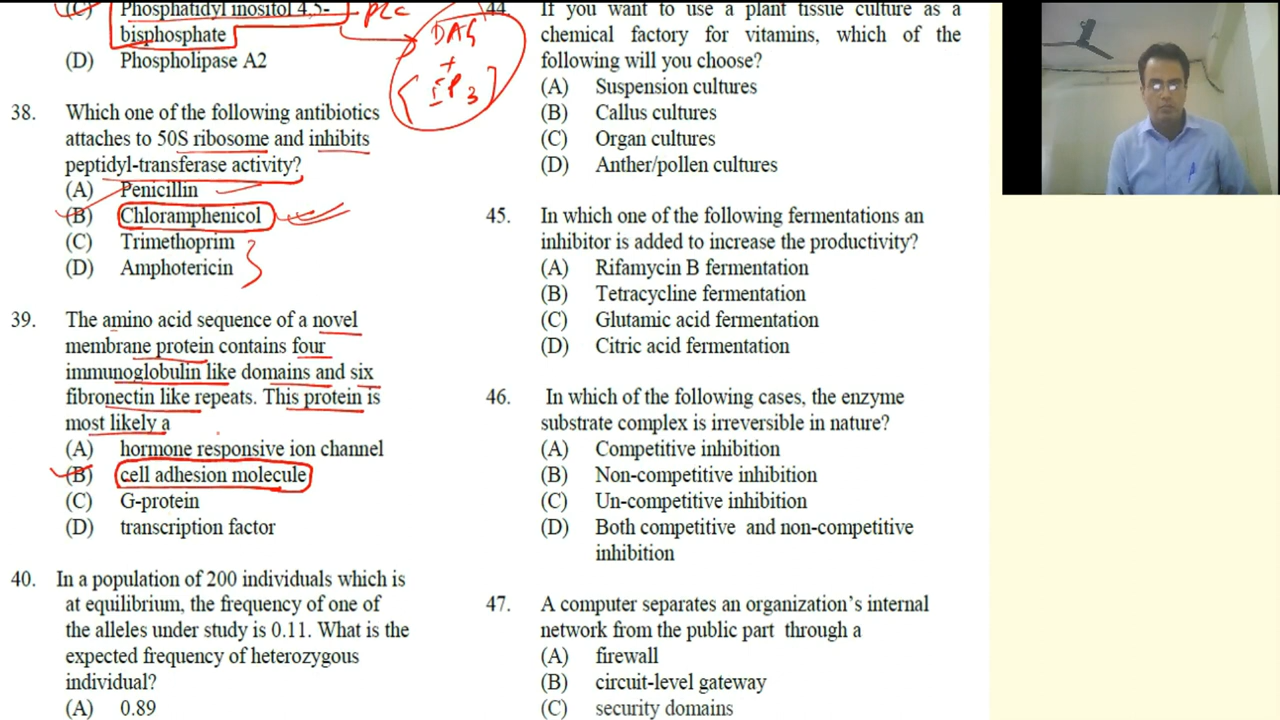 (C) Phosphatidyl inositol 4,5-
bisphosphate
(D) Phospholipase A2
PLC
DAG
+
IP3
38. Which one of the following antibiotics
attaches to 50S ribosome and inhibits
peptidyl-transferase activity?
(A) Penicillin
(B) Chloramphenicol
(C) Trimethoprim
(D) Amphotericin
39. The amino acid sequence of a novel
membrane protein contains four
immunoglobulin like domains and six
fibronectin like repeats. This protein is
most likely a
(A) hormone responsive ion channel
(B) cell adhesion molecule
(C) G-protein
(D) transcription factor
40. In a population of 200 individuals which is
at equilibrium, the frequency of one of
the alleles under study is 0.11. What is the
expected frequency of heterozygous
individual?
(A) 0.89
44 If you want to use a plant tissue culture as a
chemical factory for vitamins, which of the
following will you choose?
(A) Suspension cultures
(B) Callus cultures
(C) Organ cultures
(D) Anther/pollen cultures
45. In which one of the following fermentations an
inhibitor is added to increase the productivity?
(A) Rifamycin B fermentation
(B) Tetracycline fermentation
(C) Glutamic acid fermentation
(D) Citric acid fermentation
46. In which of the following cases, the enzyme
substrate complex is irreversible in nature?
(A) Competitive inhibition
(B) Non-competitive inhibition
(C) Un-competitive inhibition
(D) Both competitive and non-competitive
inhibition
47. A computer separates an organization's internal
network from the public part through a
(A) firewall
(B) circuit-level gateway
(C) security domains